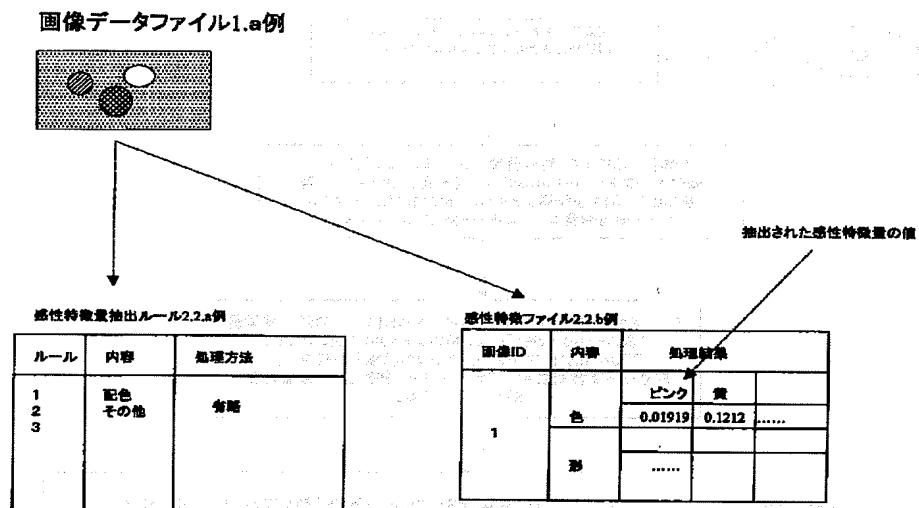 画像データファイル1.a例
抽出された感性特徴量の値
感性特徴量抽出ルール2.2.a例
ルール 内容 処理方法
1 配色 省略
2 その他
3
感性特徴ファイル2.2.b例
画像ID 内容 処理結果
ピンク 黄
1 色 0.01919 0.1212 ......
形 ......